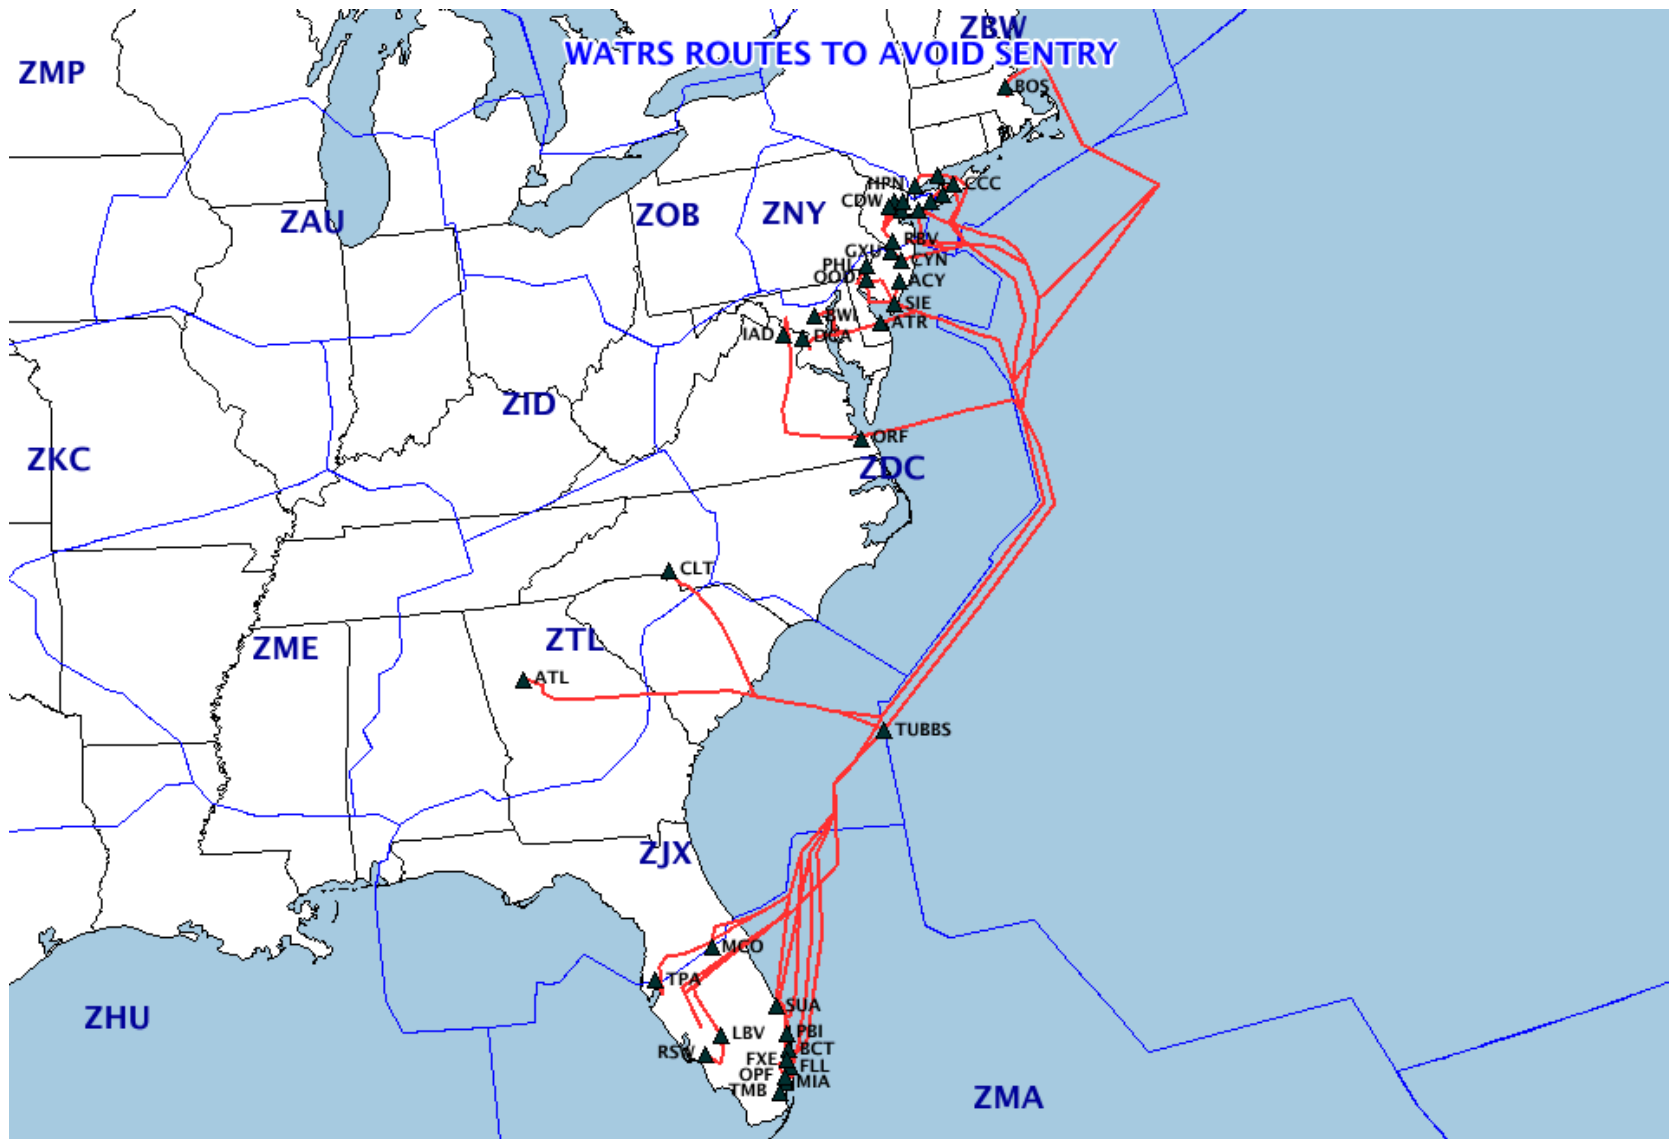 ZBW
WATRS ROUTES TO AVOID SENTRY
ZMP
BOS
HPN
CCC
CDW
ZAU
ZOB
ZNY
RBV
GXU
CYN
PHL
OOD
ACY
SIE
BWI
ATR
IAD
DCA
ZID
ORF
ZKC
ZDC
CLT
ZTL
ZME
ATL
TUBBS
ZJX
MCO
TPA
SUA
ZHU
LBV
PBI
RSW
BCT
FXE
FLL
OPF
MIA
TMB
ZMA